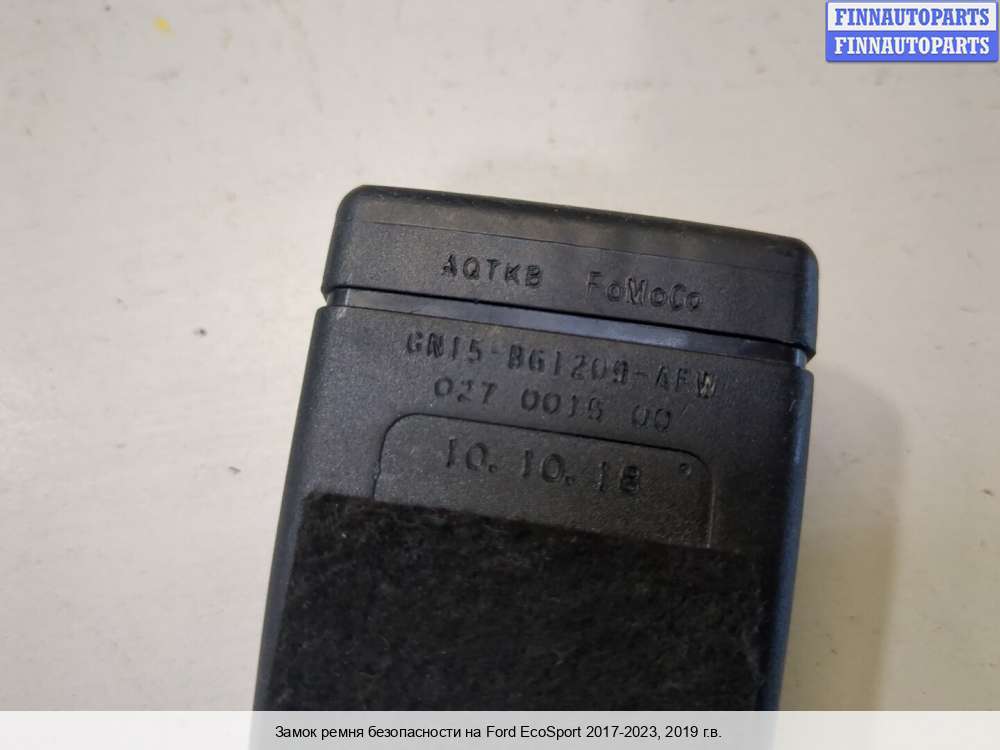 FINNAUTOPARTS
FINNAUTOPARTS
AQTKB FoMoCo
GN15-B61209-AFW
027 0015 00
10. 10. 18
Замок ремня безопасности на Ford EcoSport 2017-2023, 2019 г.в.